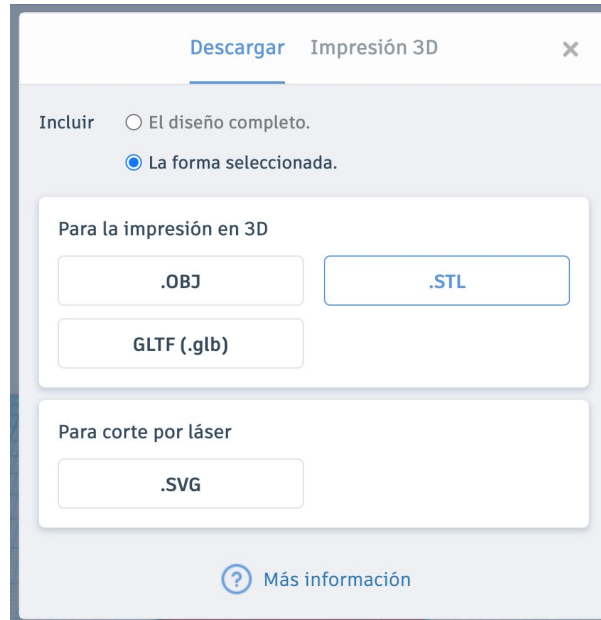 Descargar Impresión 3D ×
Incluir El diseño completo.
La forma seleccionada.
Para la impresión en 3D
.OBJ .STL
GLTF (.glb)
Para corte por láser
.SVG
? Más información